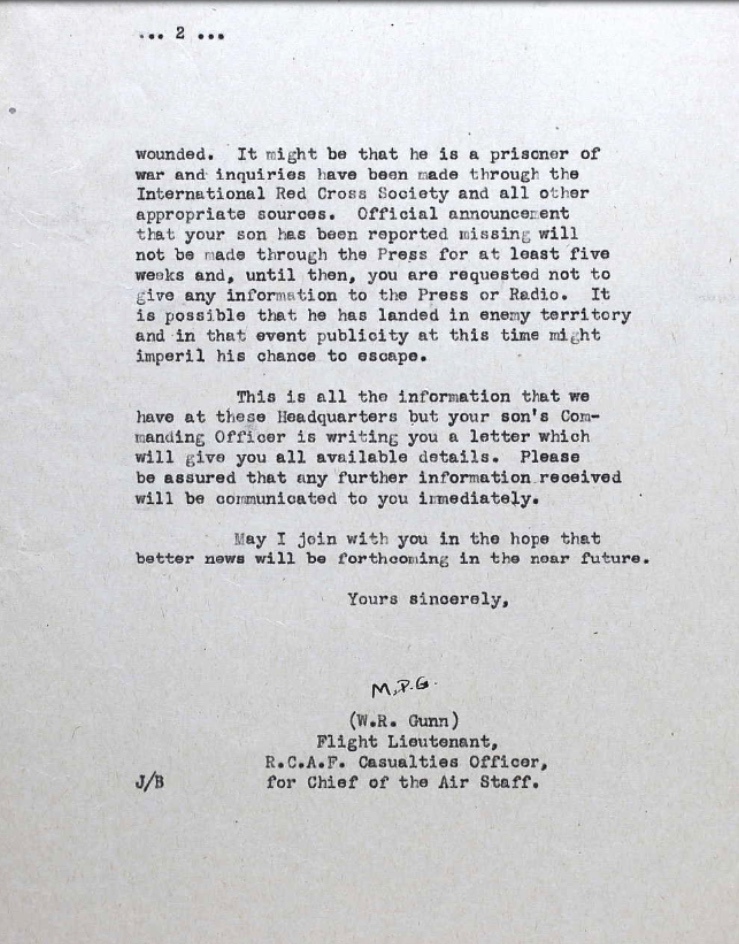 ... 2 ...
wounded. It might be that he is a prisoner of
war and inquiries have been made through the
International Red Cross Society and all other
appropriate sources. Official announcement
that your son has been reported missing will
not be made through the Press for at least five
weeks and, until then, you are requested not to
give any information to the Press or Radio. It
is possible that he has landed in enemy territory
and in that event publicity at this time might
imperil his chance to escape.
This is all the information that we
have at these Headquarters but your son's Com-
manding Officer is writing you a letter which
will give you all available details. Please
be assured that any further information received
will be communicated to you immediately.
May I join with you in the hope that
better news will be forthcoming in the near future.
Yours sincerely,
M.P.G.
(W.R. Gunn)
Flight Lieutenant,
R.C.A.F. Casualties Officer,
J/B for Chief of the Air Staff.